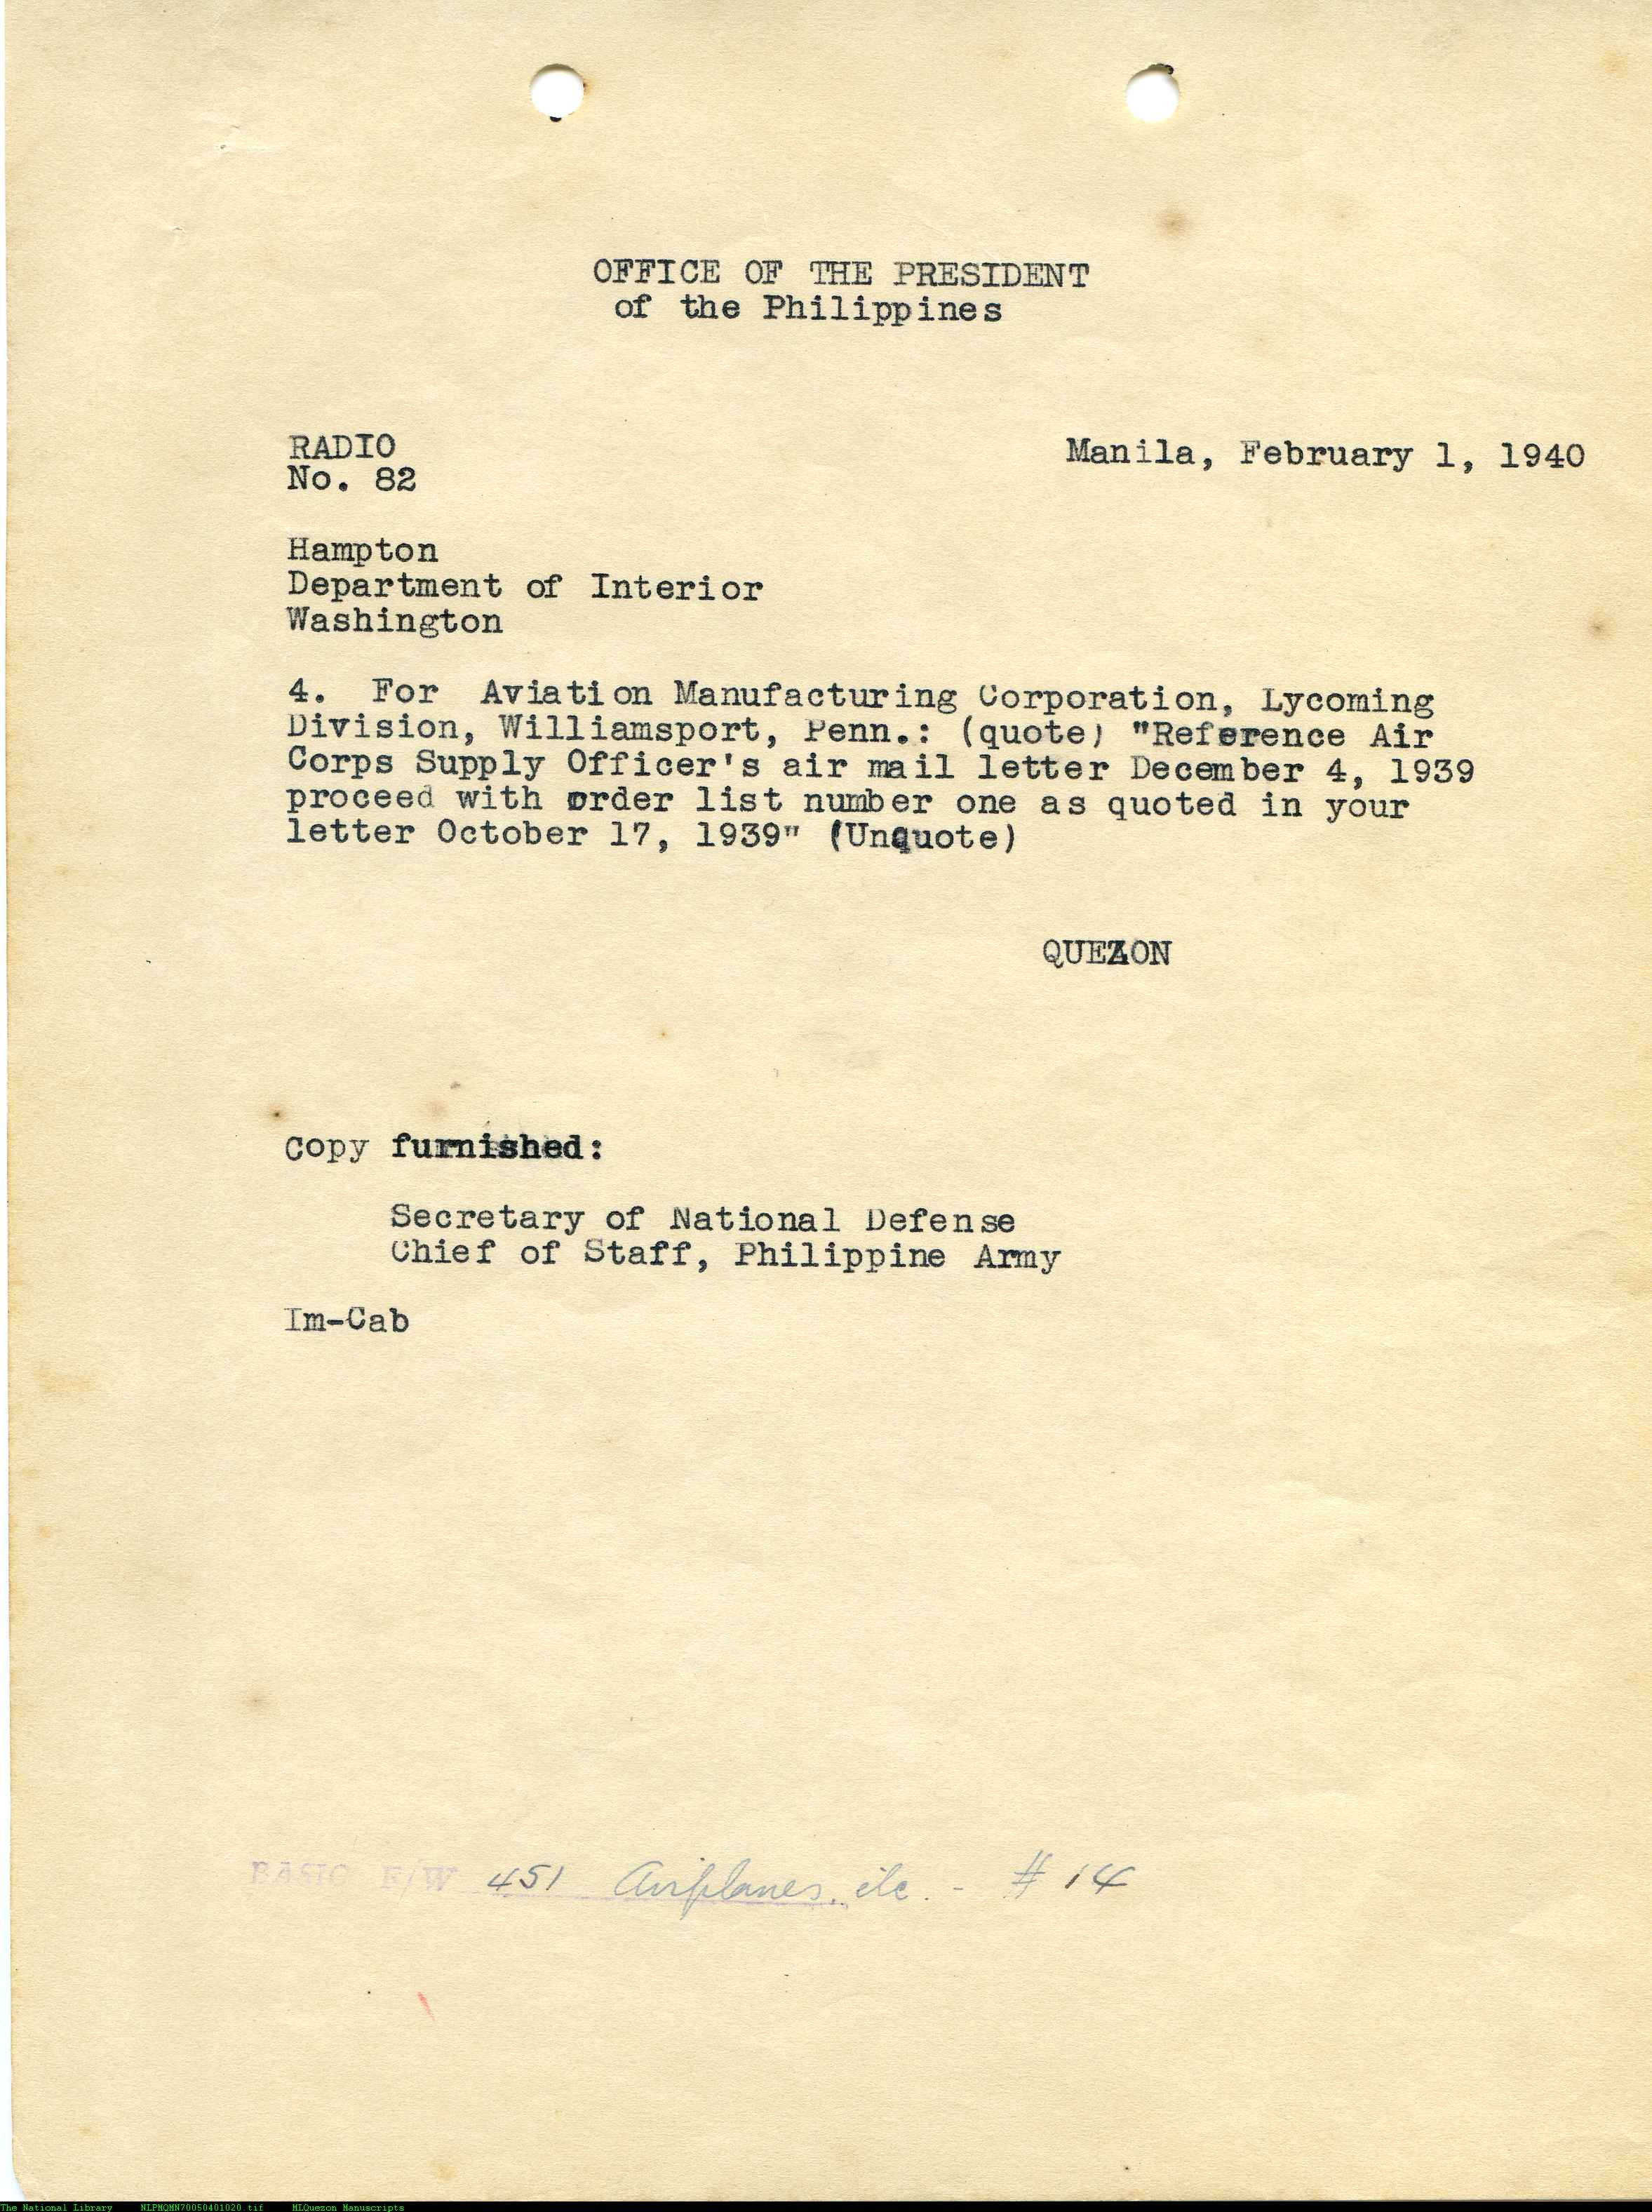 OFFICE OF THE PRESIDENT
of the Philippines
RADIO
No. 82
Manila, February 1, 1940
Hampton
Department of Interior
Washington
4. For Aviation Manufacturing Corporation, Lycoming
Division, Williamsport, Penn.: (quote) "Reference Air
Corps Supply Officer's air mail letter December 4, 1939
proceed with order list number one as quoted in your
letter October 17, 1939" (Unquote)
QUEZON
Copy furnished:
Secretary of National Defense
Chief of Staff, Philippine Army
Im-Cab
BASIC F/W 451 Airplanes, etc. - # 14
The National Library NLPMQMN70050401020.tif MLQuezon Manuscripts